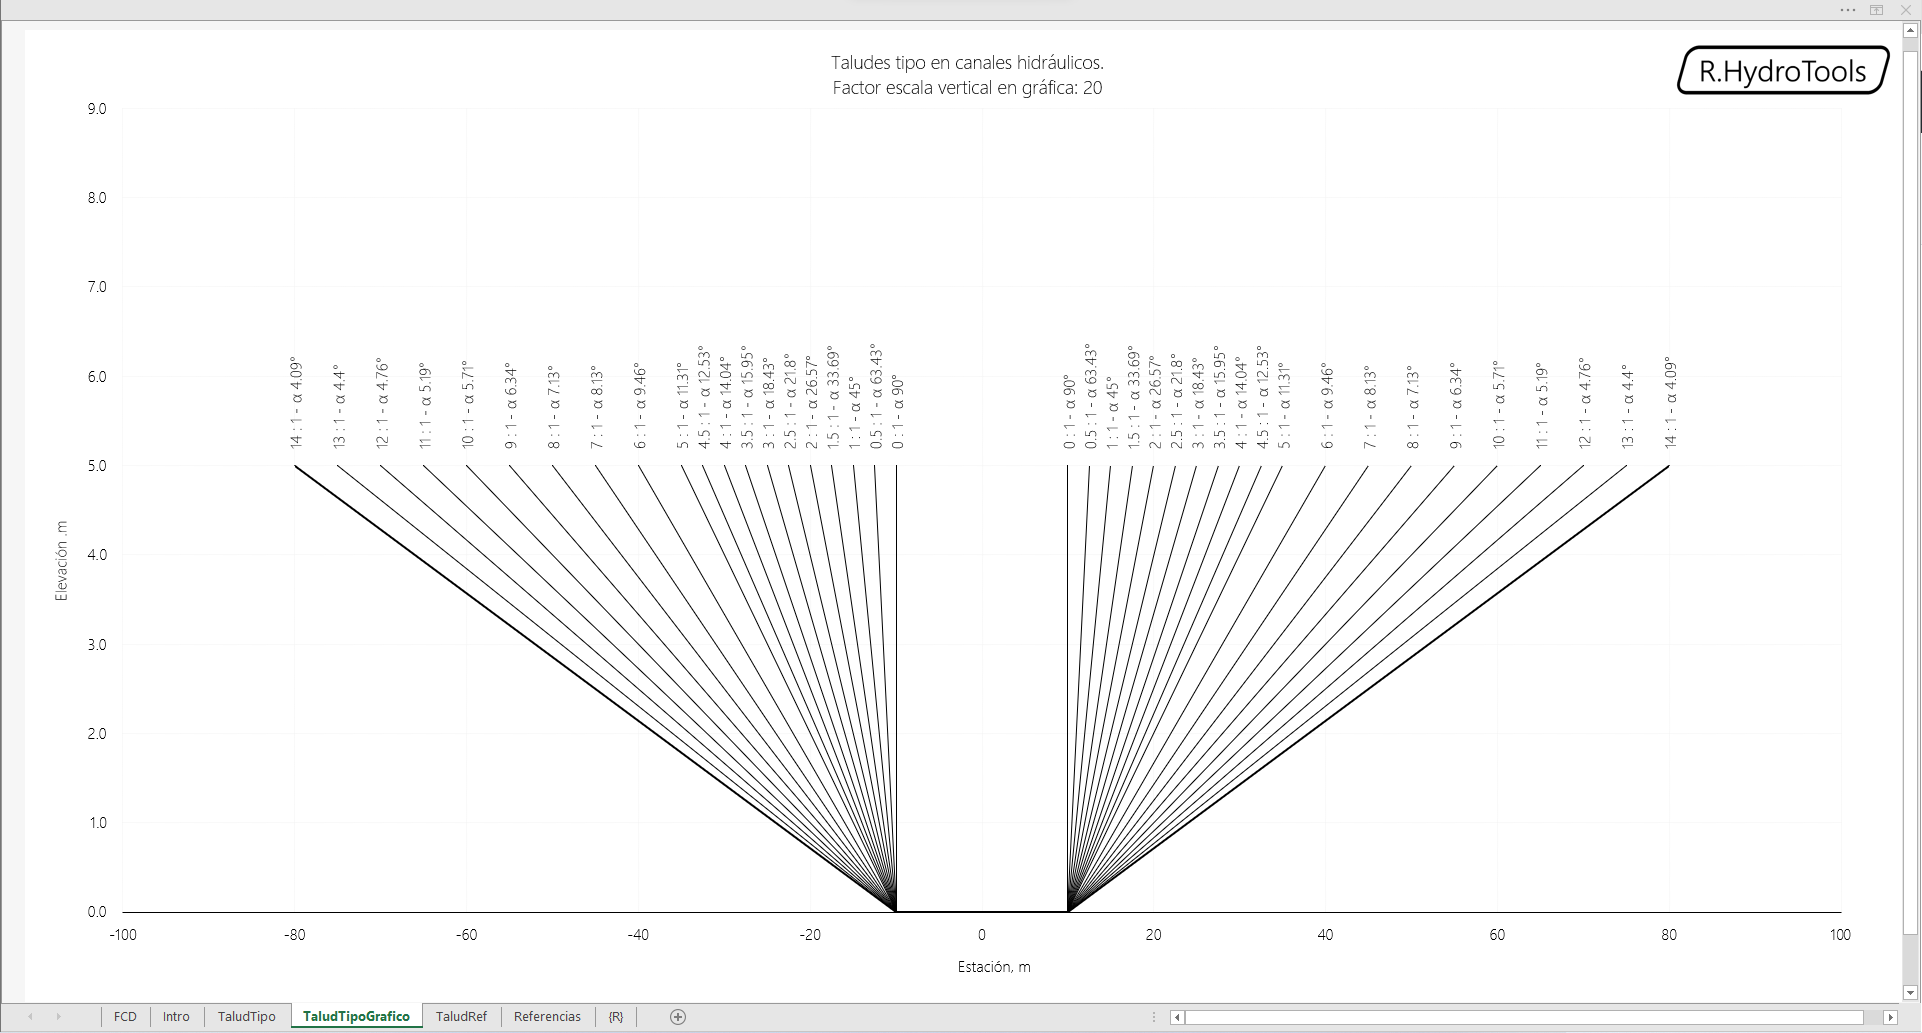 Taludes tipo en canales hidráulicos.
Factor escala vertical en gráfica: 20
R.HydroTools
9.0
8.0
7.0
6.0
5.0
4.0
3.0
2.0
1.0
0.0
Elevación .m
14 : 1 - α 4.09°
13 : 1 - α 4.4°
12 : 1 - α 4.76°
11 : 1 - α 5.19°
10 : 1 - α 5.71°
9 : 1 - α 6.34°
8 : 1 - α 7.13°
7 : 1 - α 8.13°
6 : 1 - α 9.46°
5 : 1 - α 11.31°
4.5 : 1 - α 12.53°
4 : 1 - α 14.04°
3.5 : 1 - α 15.95°
3 : 1 - α 18.43°
2.5 : 1 - α 21.8°
2 : 1 - α 26.57°
1.5 : 1 - α 33.69°
1 : 1 - α 45°
0.5 : 1 - α 63.43°
0 : 1 - α 90°
0 : 1 - α 90°
0.5 : 1 - α 63.43°
1 : 1 - α 45°
1.5 : 1 - α 33.69°
2 : 1 - α 26.57°
2.5 : 1 - α 21.8°
3 : 1 - α 18.43°
3.5 : 1 - α 15.95°
4 : 1 - α 14.04°
4.5 : 1 - α 12.53°
5 : 1 - α 11.31°
6 : 1 - α 9.46°
7 : 1 - α 8.13°
8 : 1 - α 7.13°
9 : 1 - α 6.34°
10 : 1 - α 5.71°
11 : 1 - α 5.19°
12 : 1 - α 4.76°
13 : 1 - α 4.4°
14 : 1 - α 4.09°
-100 -80 -60 -40 -20 0 20 40 60 80 100
Estación, m
FCD Intro TaludTipo TaludTipoGrafico TaludRef Referencias {R}